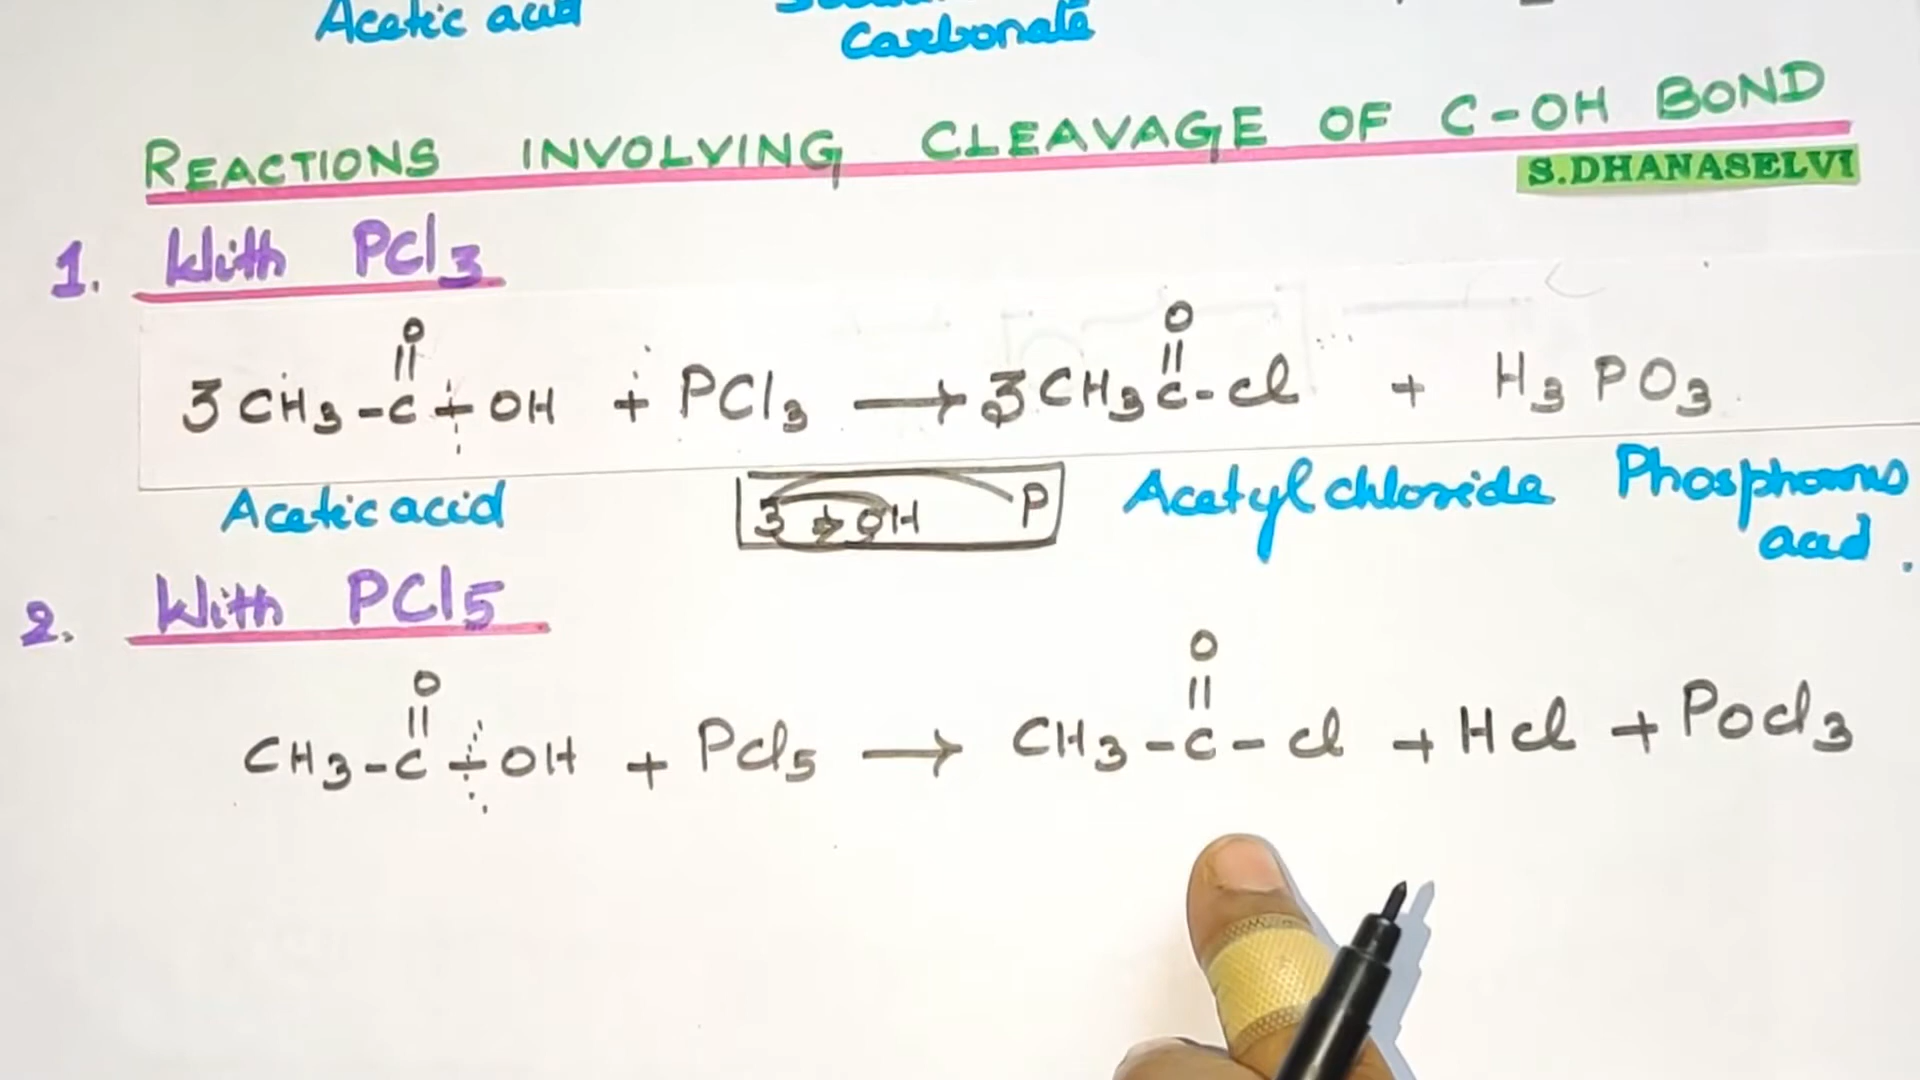 Acetic acid
Carbonate
REACTIONS INVOLVING CLEAVAGE OF C-OH BOND
S.DHANASELVI
1. With PCl3
O
||
O
||
3CH3-C-OH + PCl3 → 3CH3C-Cl + H3PO3
Acetic acid
3 → OH P
Acetyl chloride
Phosphorous
acid.
2. With PCl5
O
||
O
||
CH3-C-OH + PCl5 → CH3-C-Cl + HCl + POCl3